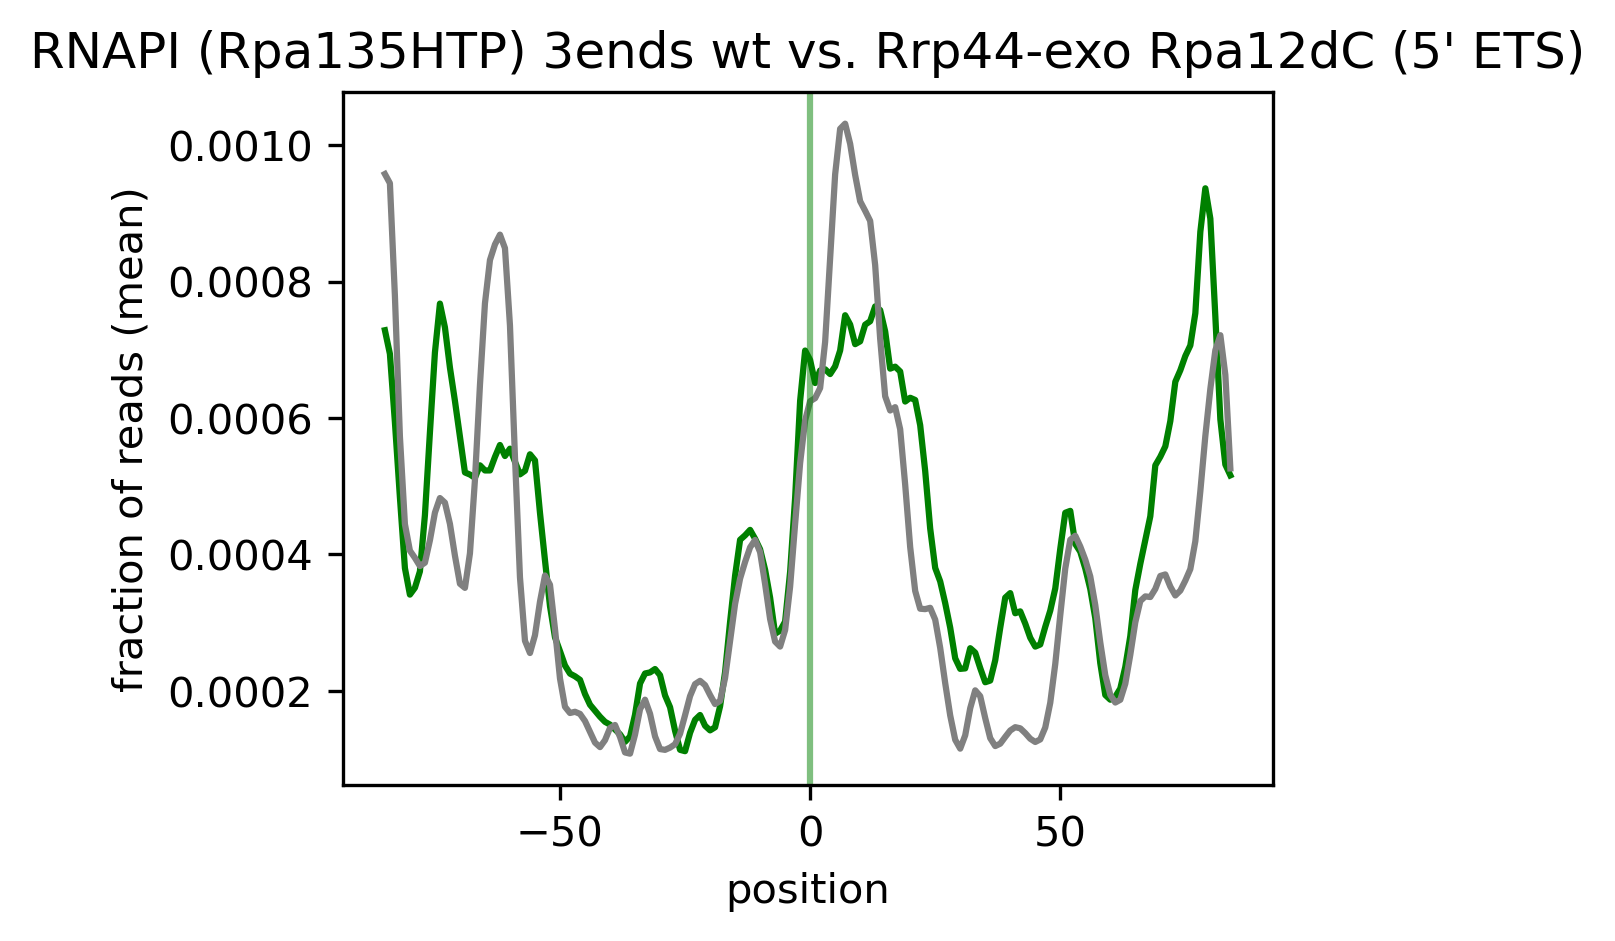 RNAPI (Rpa135HTP) 3ends wt vs. Rrp44-exo Rpa12dC (5' ETS)
fraction of reads (mean)
0.0010
0.0008
0.0006
0.0004
0.0002
−50 0 50
position